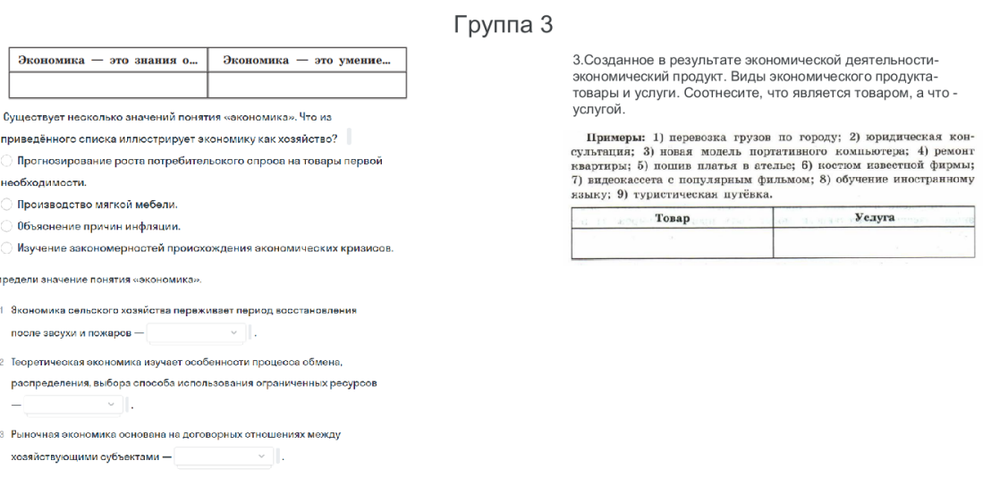 Группа 3
Экономика — это знания о...
Экономика — это умение...
Существует несколько значений понятия «экономика». Что из
приведённого списка иллюстрирует экономику как хозяйство?
Прогнозирование роста потребительского спроса на товары первой
необходимости.
Производство мягкой мебели.
Объяснение причин инфляции.
Изучение закономерностей происхождения экономических кризисов.
предели значение понятия «экономика».
1 Экономика сельского хозяйства переживает период восстановления
после засухи и пожаров — .
2 Теоретическая экономика изучает особенности процесса обмена,
распределения, выбора способа использования ограниченных ресурсов
— .
3 Рыночная экономика основана на договорных отношениях между
хозяйствующими субъектами — .
3.Созданное в результате экономической деятельности-
экономический продукт. Виды экономического продукта-
товары и услуги. Соотнесите, что является товаром, а что -
услугой.
Примеры: 1) перевозка грузов по городу; 2) юридическая кон-
сультация; 3) новая модель портативного компьютера; 4) ремонт
квартиры; 5) пошив платья в ателье; 6) костюм известной фирмы;
7) видеокассета с популярным фильмом; 8) обучение иностранному
языку; 9) туристическая путёвка.
Товар
Услуга